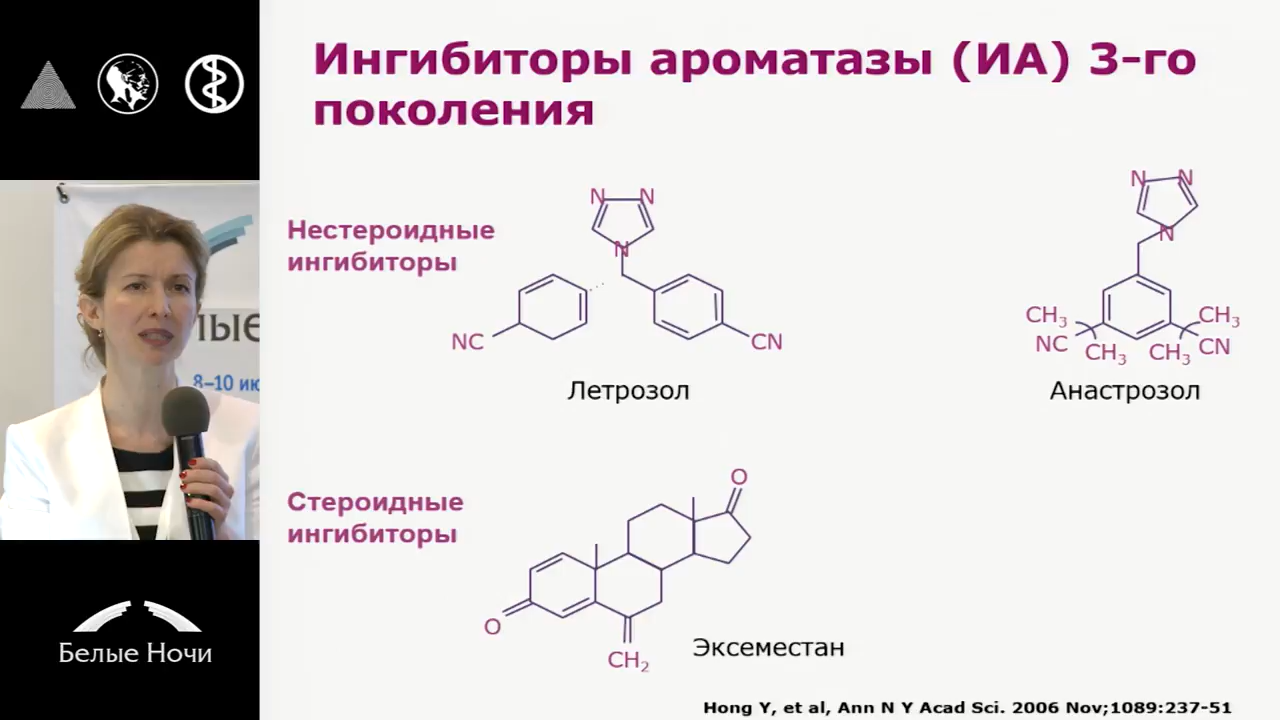 Ингибиторы ароматазы (ИА) 3-го
поколения
Нестероидные
ингибиторы
N N
N
NC
CN
Летрозол
N N
N
CH3
CH3
NC
CN
CH3
CH3
Анастрозол
Стероидные
ингибиторы
O
O
CH2
Эксеместан
8–10 ию
Белые Ночи
Hong Y, et al, Ann N Y Acad Sci. 2006 Nov;1089:237-51